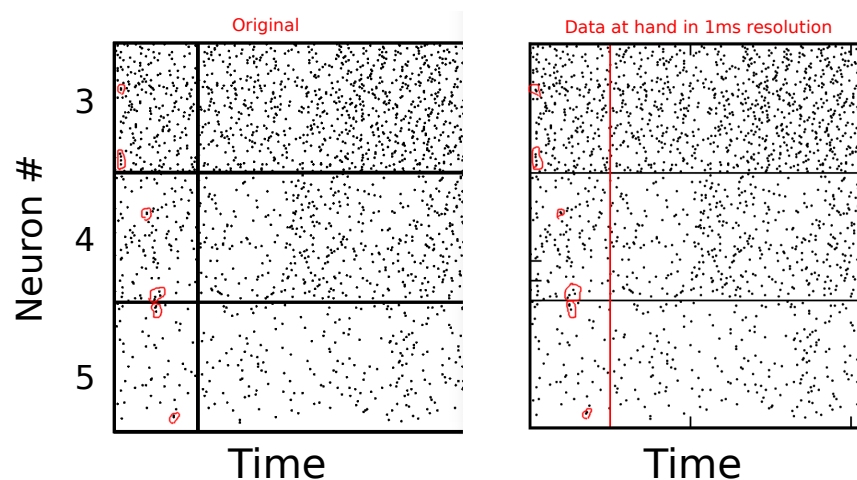 Original
Data at hand in 1ms resolution
Neuron #
3
4
5
Time
Time